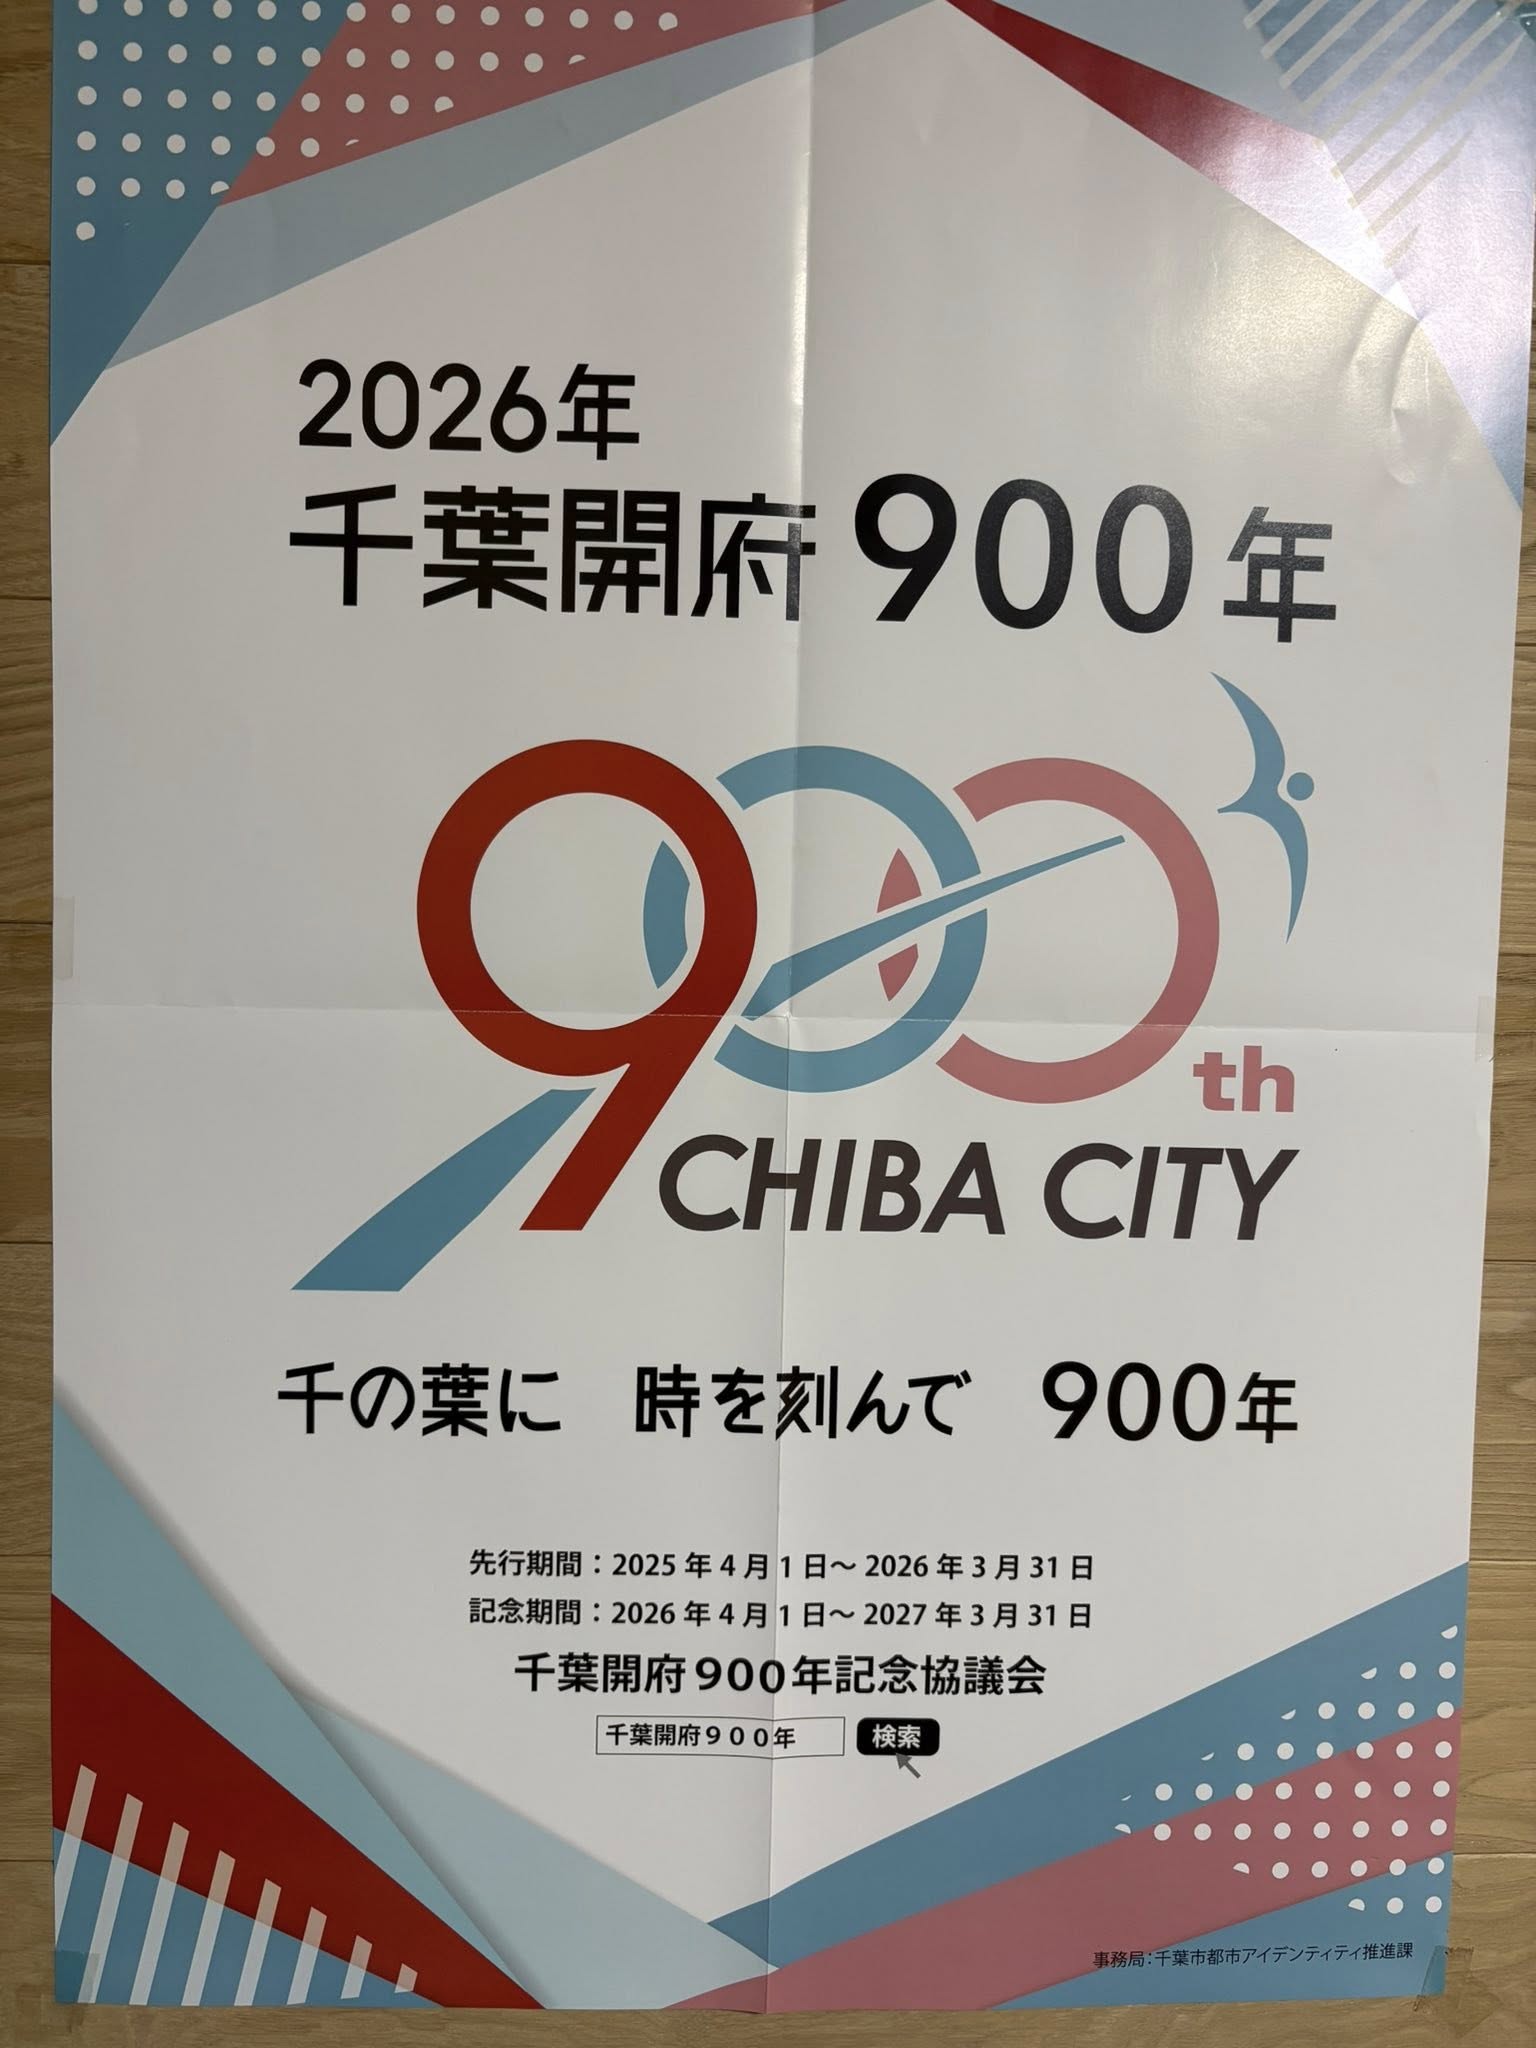 2026年
千葉開府900年
900th
CHIBA CITY
千の葉に 時を刻んで 900年
先行期間：2025年4月1日～2026年3月31日
記念期間：2026年4月1日～2027年3月31日
千葉開府900年記念協議会
千葉開府９００年 検索
事務局：千葉市都市アイデンティティ推進課